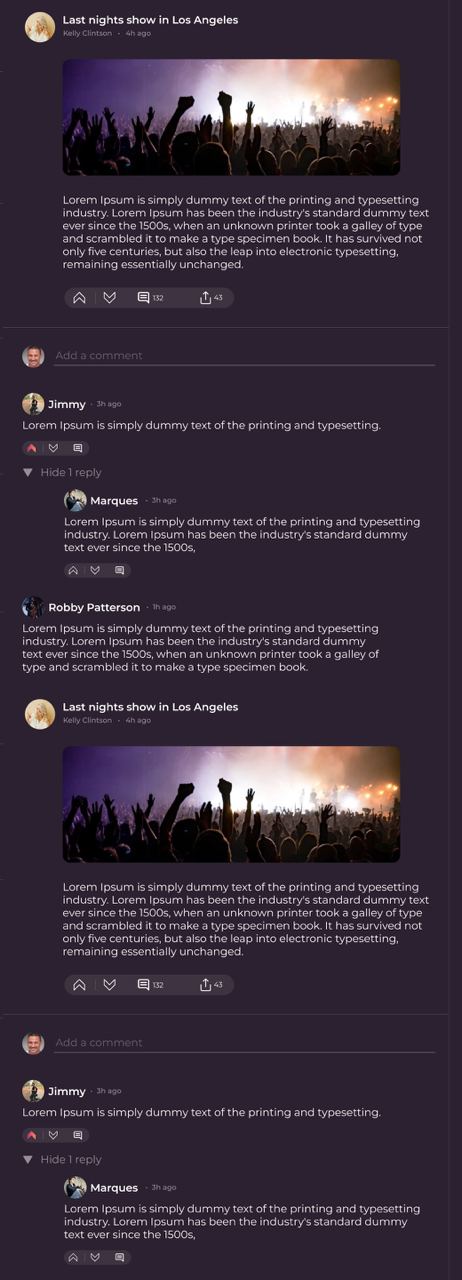 Last nights show in Los Angeles
Kelly Clintson • 4h ago
Lorem Ipsum is simply dummy text of the printing and typesetting
industry. Lorem Ipsum has been the industry's standard dummy text
ever since the 1500s, when an unknown printer took a galley of type
and scrambled it to make a type specimen book. It has survived not
only five centuries, but also the leap into electronic typesetting,
remaining essentially unchanged.
132 43
Add a comment
Jimmy • 3h ago
Lorem Ipsum is simply dummy text of the printing and typesetting.
Hide 1 reply
Marques • 3h ago
Lorem Ipsum is simply dummy text of the printing and typesetting
industry. Lorem Ipsum has been the industry's standard dummy
text ever since the 1500s,
Robby Patterson • 1h ago
Lorem Ipsum is simply dummy text of the printing and typesetting
industry. Lorem Ipsum has been the industry's standard dummy
text ever since the 1500s, when an unknown printer took a galley of
type and scrambled it to make a type specimen book.
Last nights show in Los Angeles
Kelly Clintson • 4h ago
Lorem Ipsum is simply dummy text of the printing and typesetting
industry. Lorem Ipsum has been the industry's standard dummy text
ever since the 1500s, when an unknown printer took a galley of type
and scrambled it to make a type specimen book. It has survived not
only five centuries, but also the leap into electronic typesetting,
remaining essentially unchanged.
132 43
Add a comment
Jimmy • 3h ago
Lorem Ipsum is simply dummy text of the printing and typesetting.
Hide 1 reply
Marques • 3h ago
Lorem Ipsum is simply dummy text of the printing and typesetting
industry. Lorem Ipsum has been the industry's standard dummy
text ever since the 1500s,